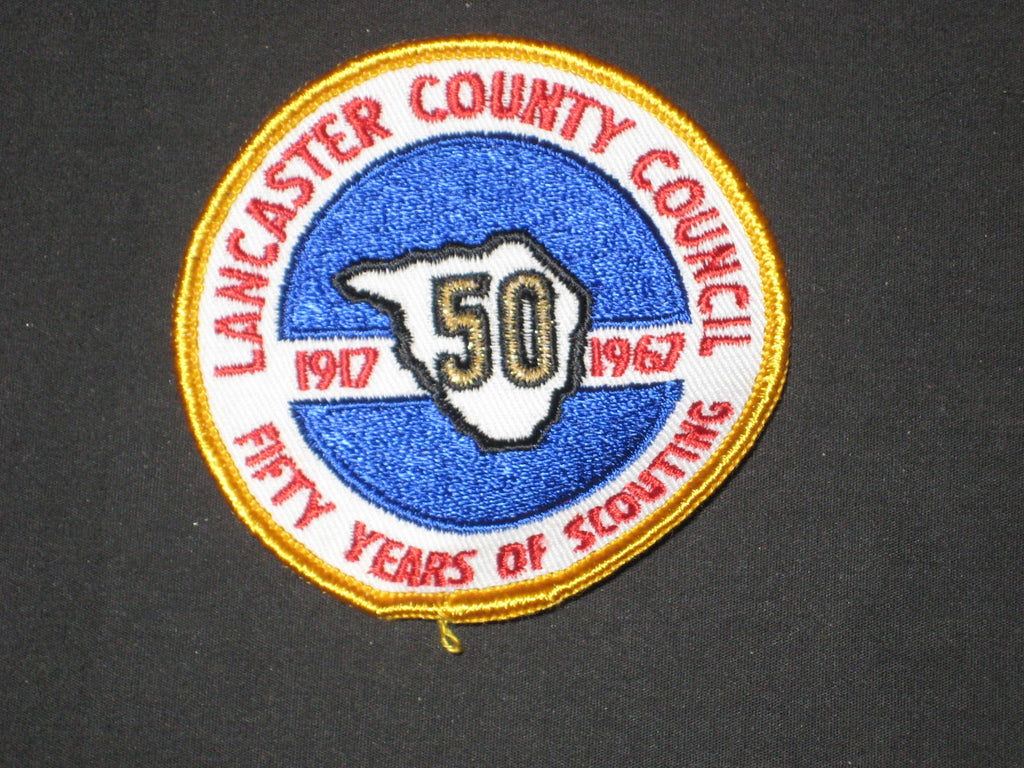 LANCASTER COUNTY COUNCIL
50
1917 1967
FIFTY YEARS OF SCOUTING